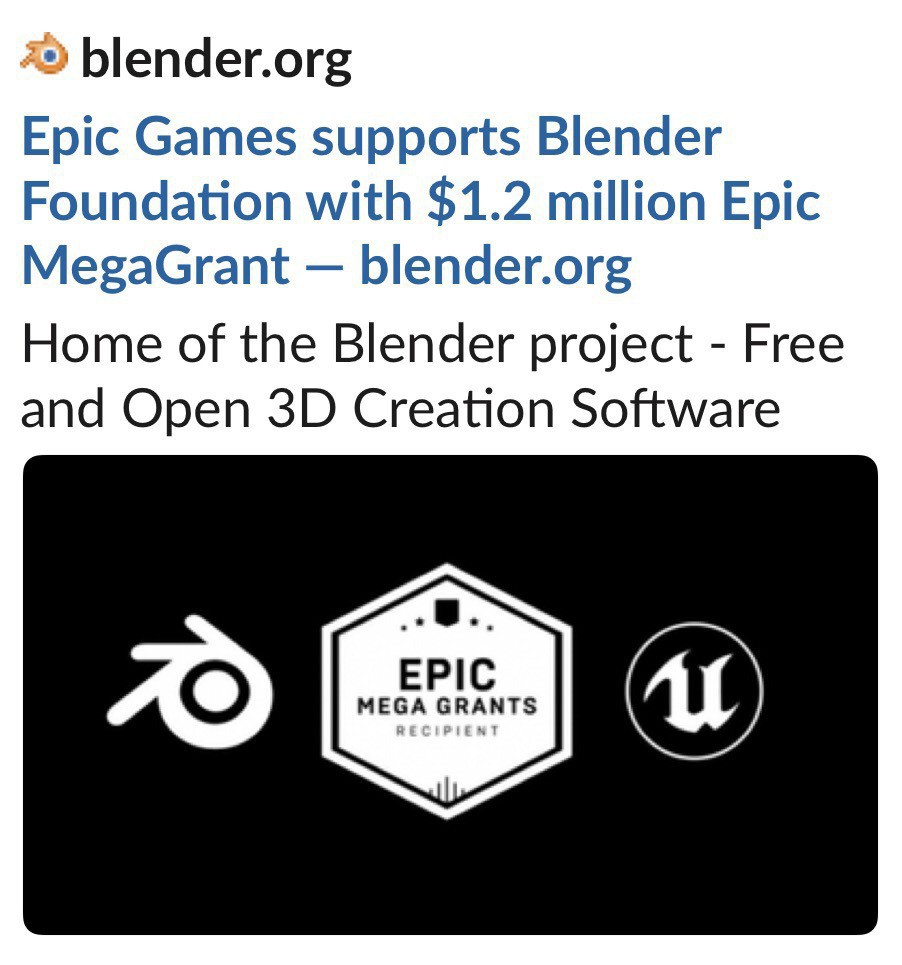 blender.org
Epic Games supports Blender
Foundation with $1.2 million Epic
MegaGrant — blender.org
Home of the Blender project - Free
and Open 3D Creation Software
EPIC
MEGA GRANTS
RECIPIENT